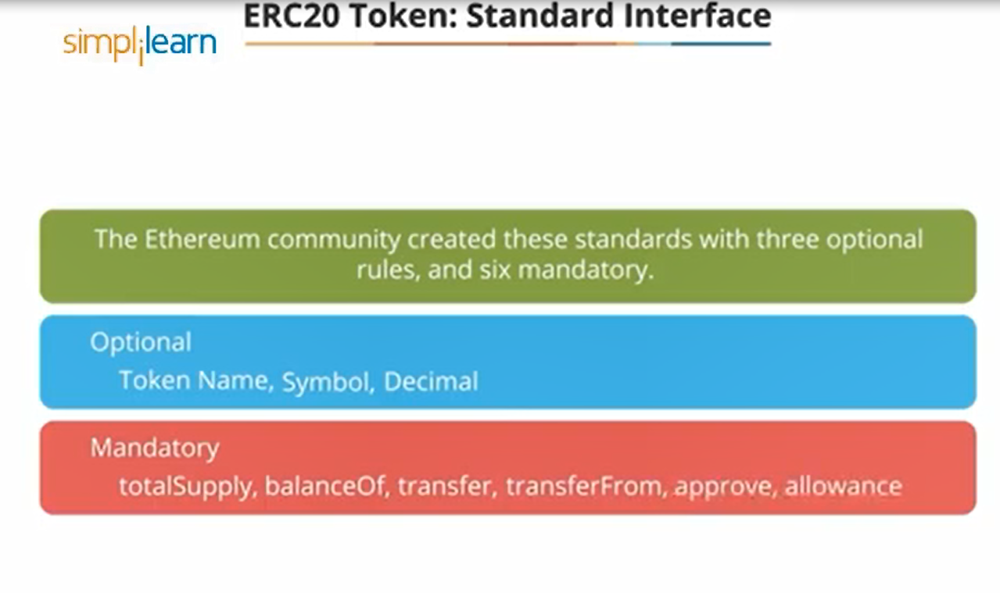 ERC20 Token: Standard Interface
simplilearn
The Ethereum community created these standards with three optional
rules, and six mandatory.
Optional
Token Name, Symbol, Decimal
Mandatory
totalSupply, balanceOf, transfer, transferFrom, approve, allowance